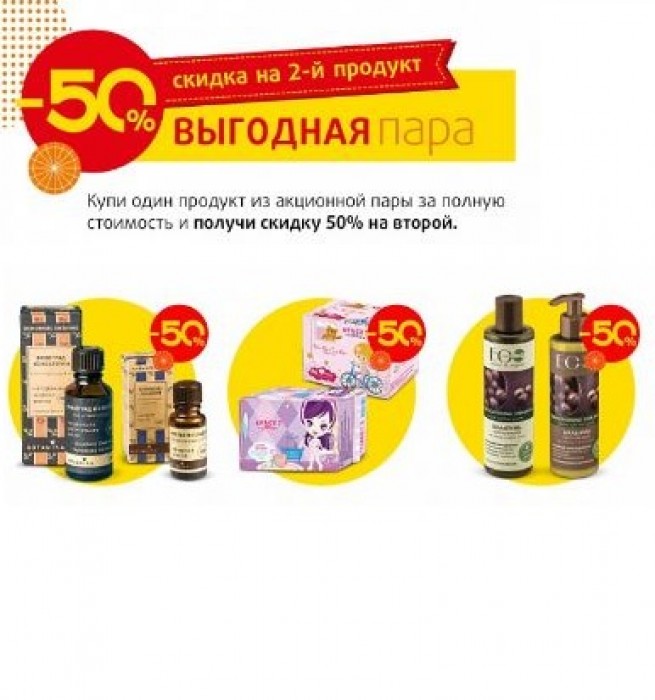 -50%
скидка на 2-й продукт
ВЫГОДНАЯ пара
Купи один продукт из акционной пары за полную
стоимость и получи скидку 50% на второй.
-50%
-50%
-50%
ВИНОГРАД